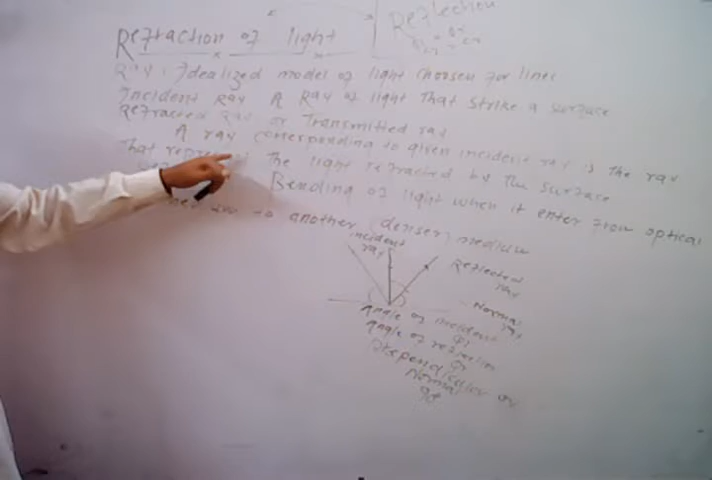 Reflection
Refraction of light
Ray: Idealized model of light choosen for lines
Incident Ray A Ray of light That strike a surface
Refracted Ray or Transmitted ray
A ray corresponding to given incident ray is the ray
That the light refracted by the surface
Bending of light when it enter from optical
to another (denser) medium
incident
ray
Reflected
ray
Normal
Angle of incident
Angle of reflection
Perpendicular or
Normal
90